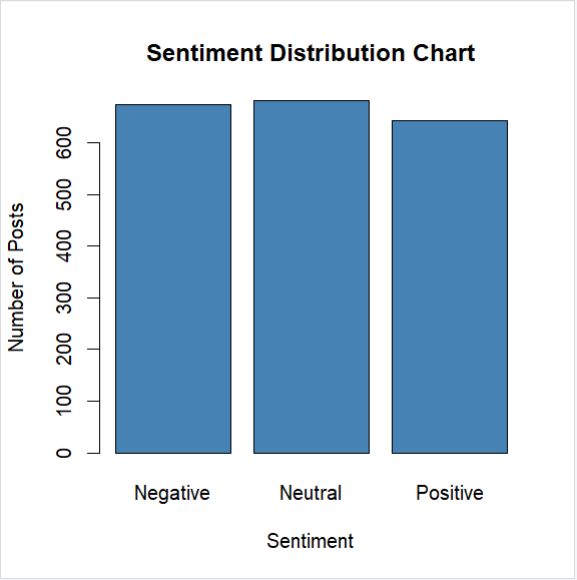 Sentiment Distribution Chart
Number of Posts
600
500
400
300
200
100
0
Negative Neutral Positive
Sentiment